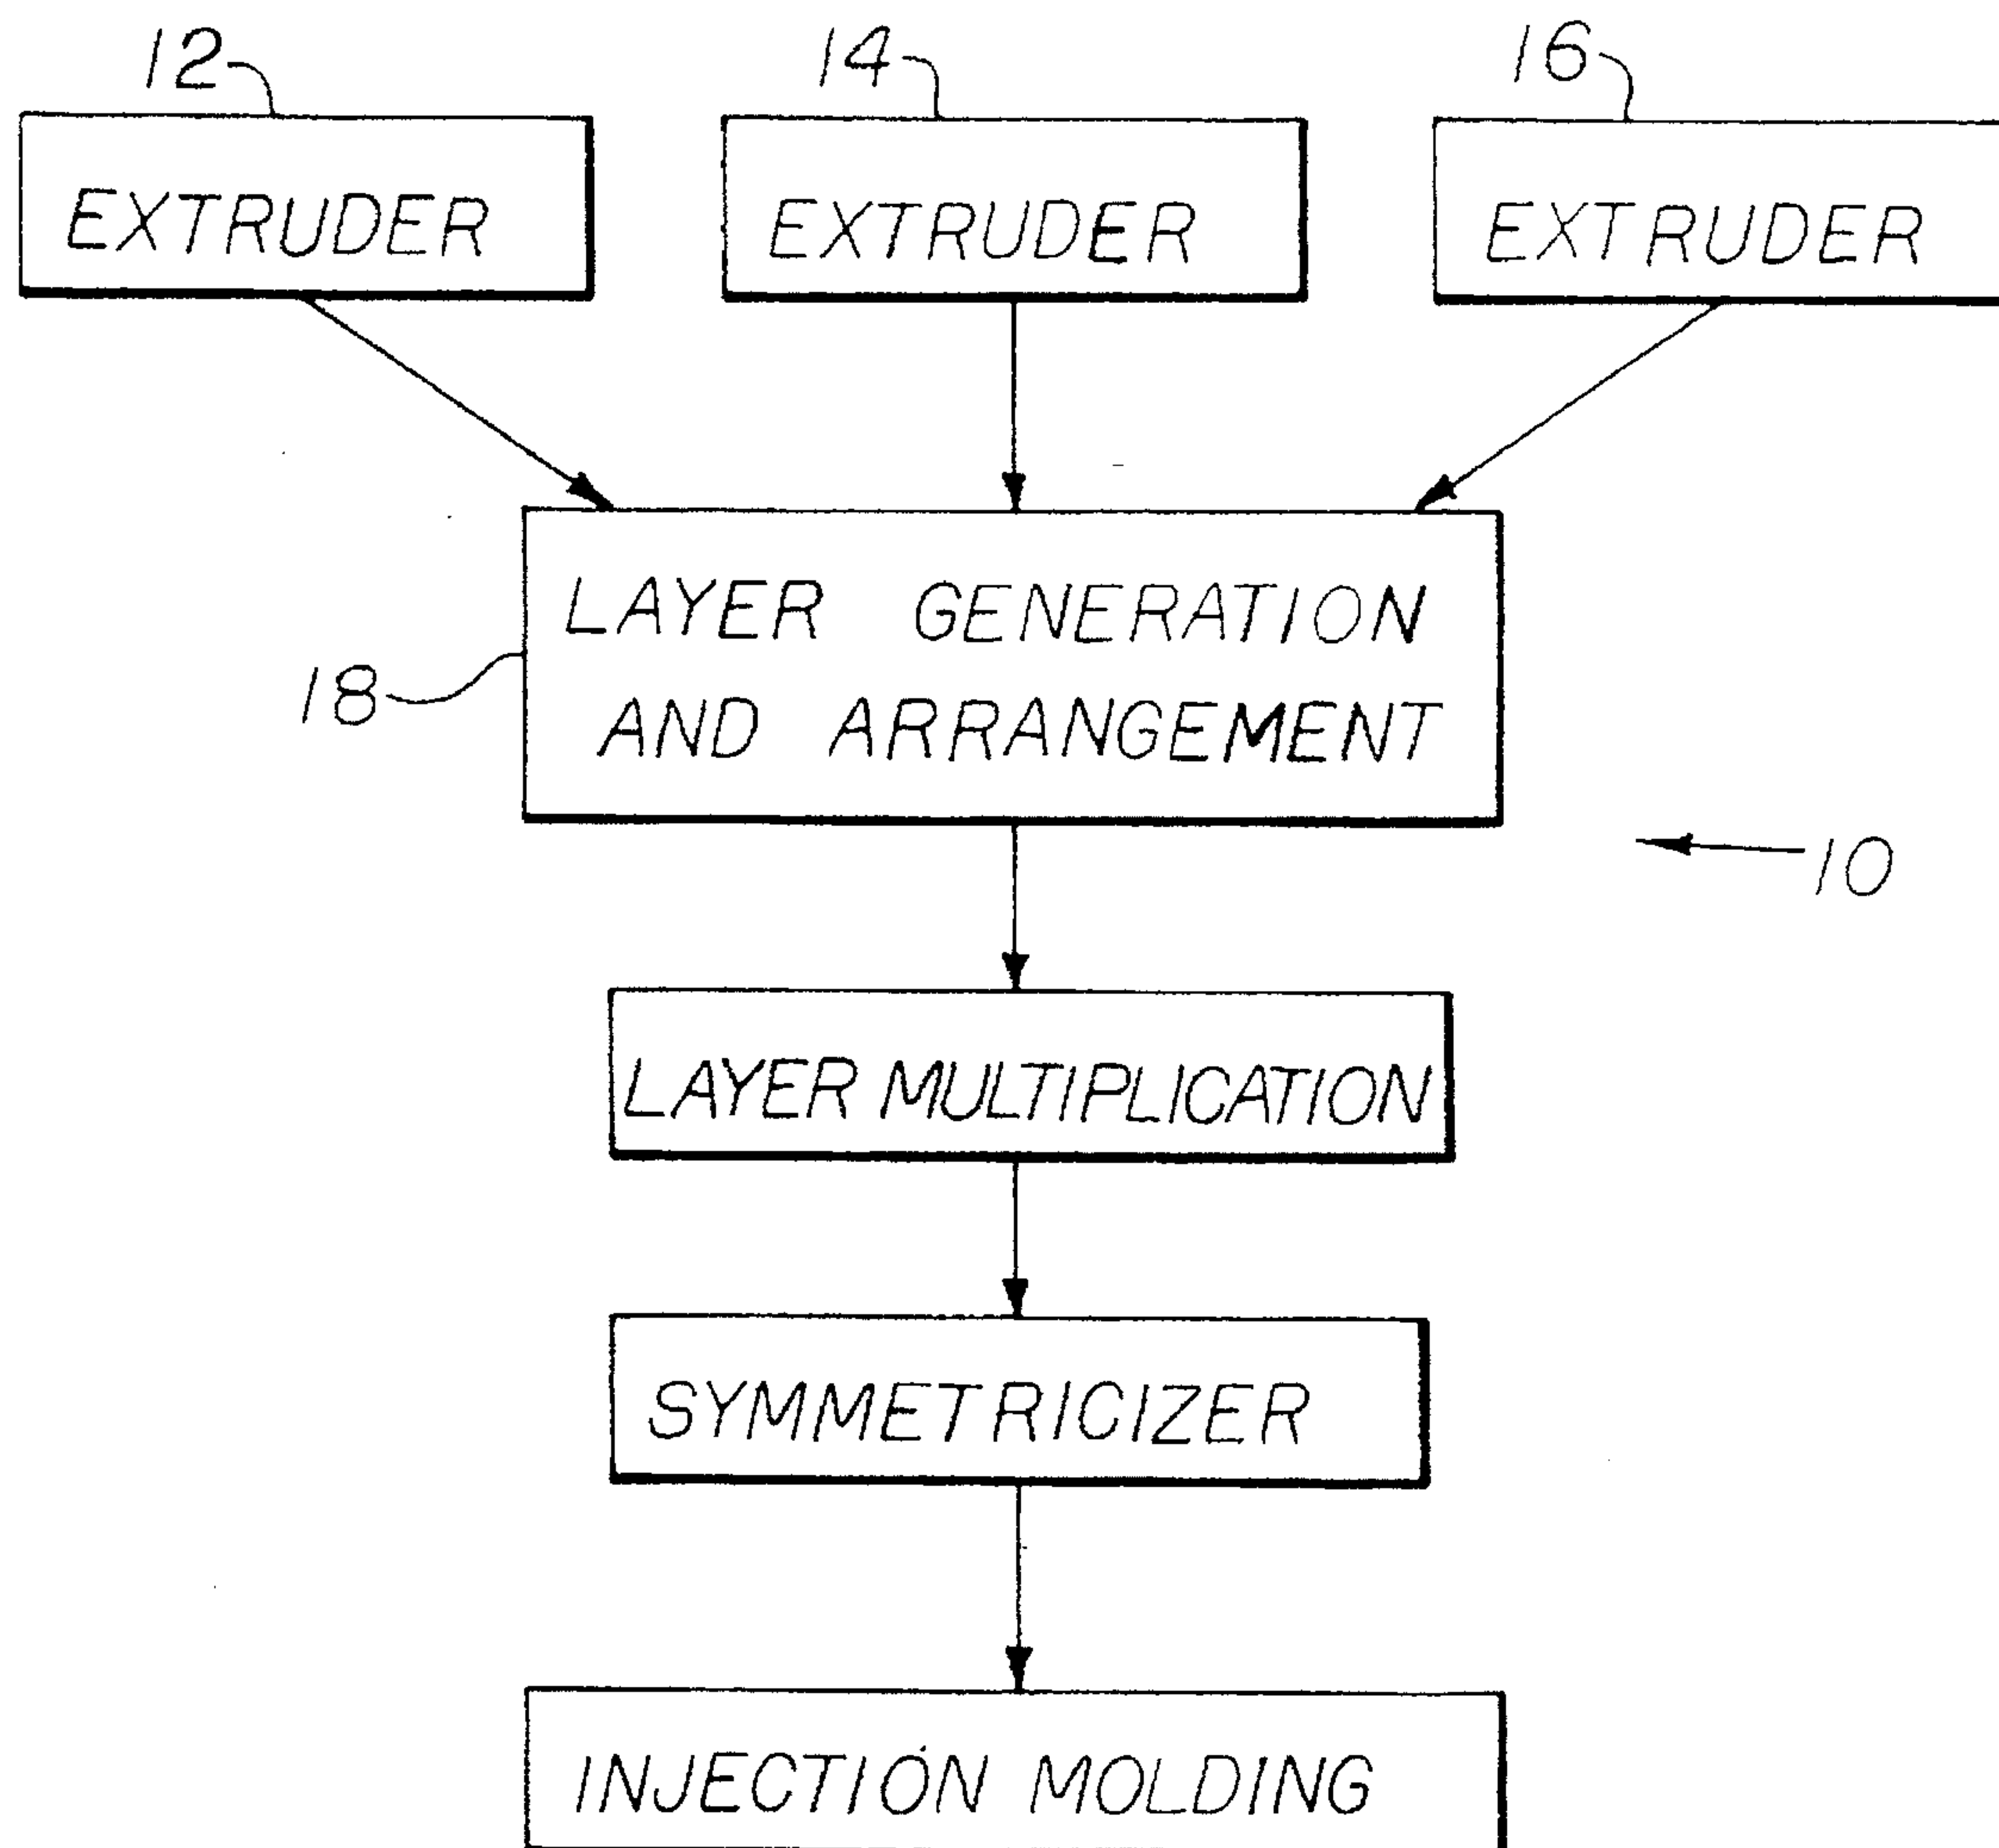 12 14 16
EXTRUDER EXTRUDER EXTRUDER
LAYER GENERATION
18
AND ARRANGEMENT
10
LAYER MULTIPLICATION
SYMMETRICIZER
INJECTION MOLDING